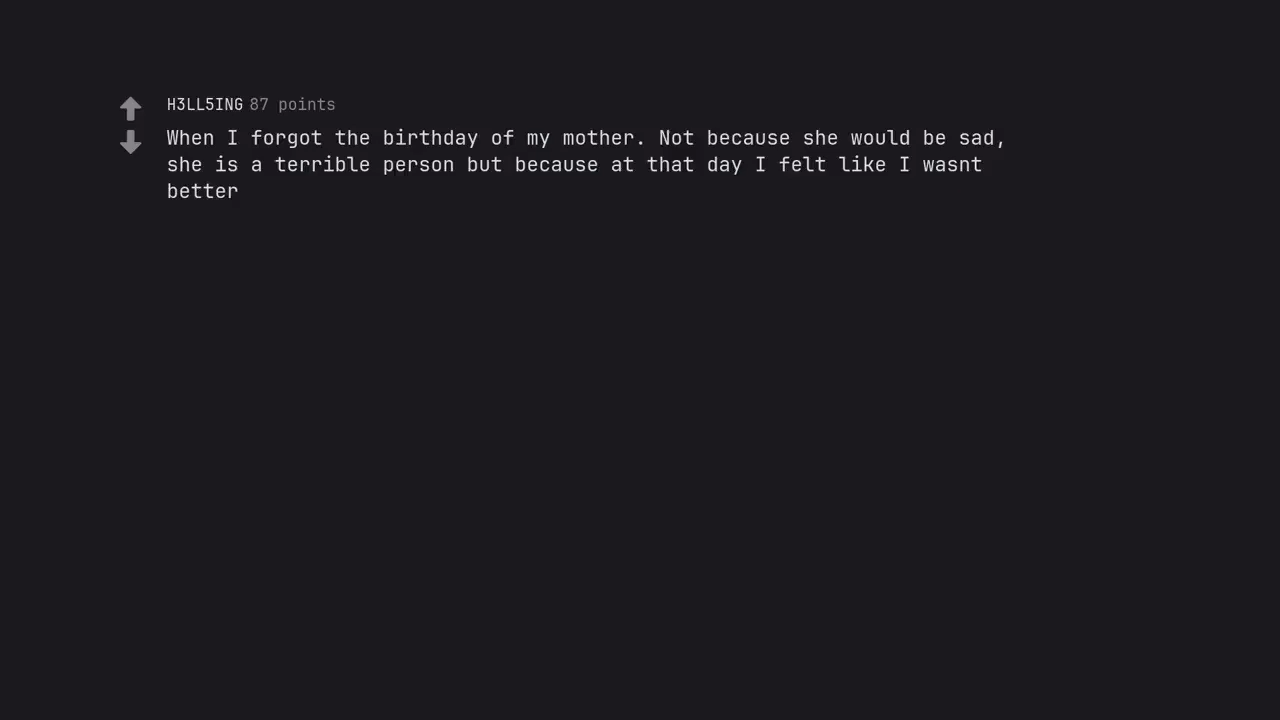 H3LL5ING 87 points
When I forgot the birthday of my mother. Not because she would be sad,
she is a terrible person but because at that day I felt like I wasnt
better